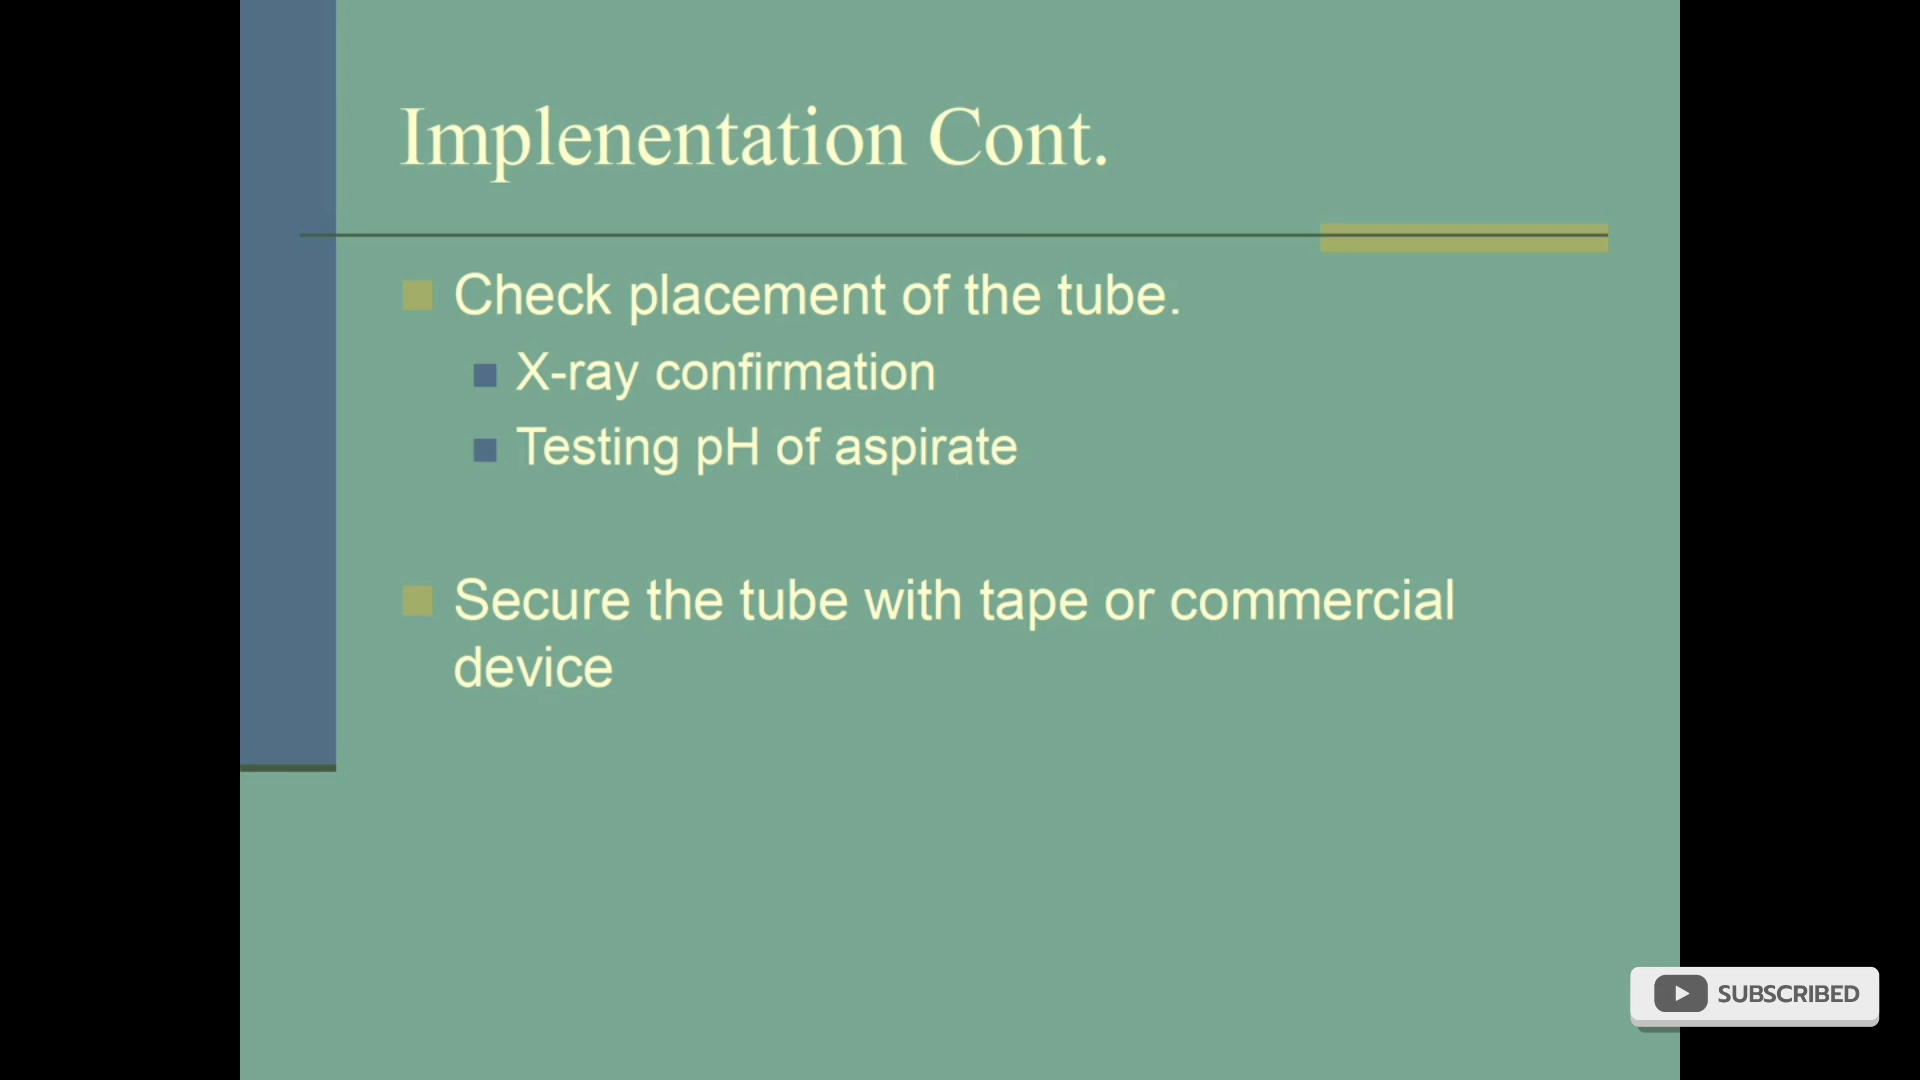 Implenentation Cont.
Check placement of the tube.
X-ray confirmation
Testing pH of aspirate
Secure the tube with tape or commercial
device
SUBSCRIBED